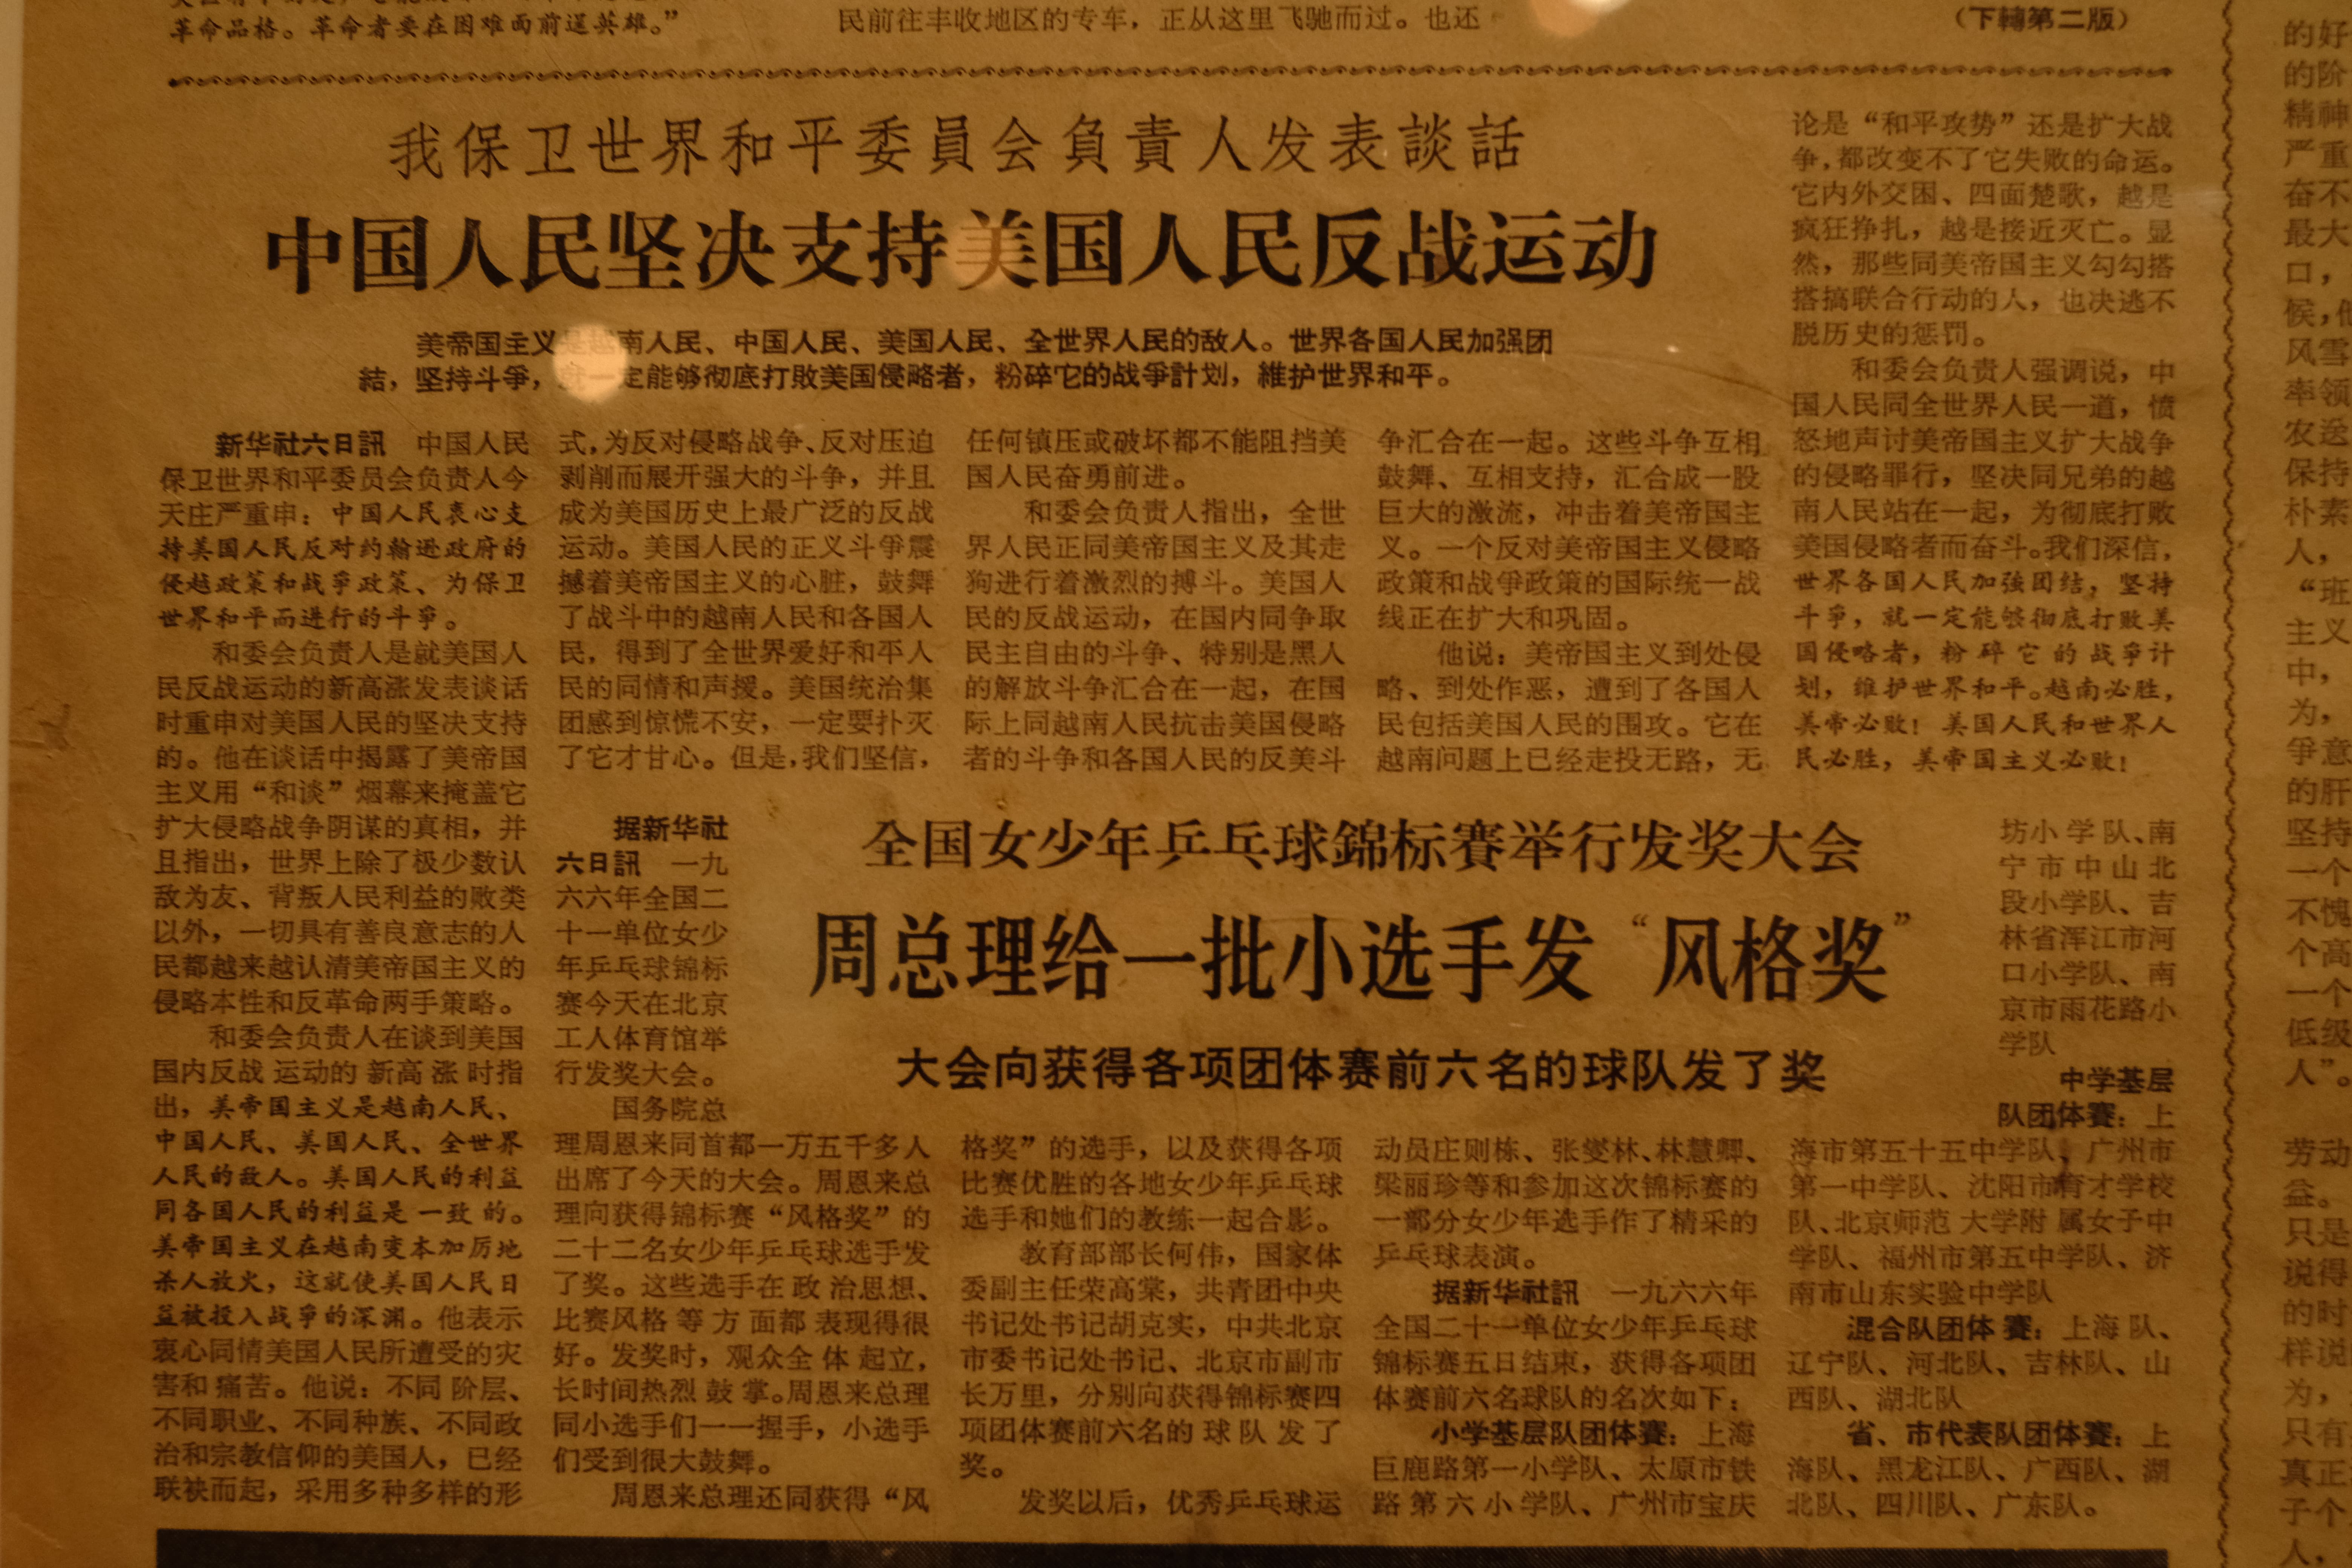 革命品格。革命者要在困难面前逞英雄。”
民前往丰收地区的专车，正从这里飞驰而过。也还
（下轉第二版）
我保卫世界和平委員会負責人发表談話
中国人民坚决支持美国人民反战运动
美帝国主义是越南人民、中国人民、美国人民、全世界人民的敌人。世界各国人民加强团
結，坚持斗爭，就一定能够彻底打敗美国侵略者，粉碎它的战爭計划，維护世界和平。
新华社六日訊　中国人民
保卫世界和平委员会负责人今
天庄严重申：中国人民衷心支
持美国人民反对约翰逊政府的
侵越政策和战爭政策、为保卫
世界和平而进行的斗爭。
和委会负责人是就美国人
民反战运动的新高涨发表谈话
时重申对美国人民的坚决支持
的。他在谈话中揭露了美帝国
主义用“和谈”烟幕来掩盖它
扩大侵略战争阴谋的真相，并
且指出，世界上除了极少数认
敌为友、背叛人民利益的败类
以外，一切具有善良意志的人
民都越来越认清美帝国主义的
侵略本性和反革命两手策略。
和委会负责人在谈到美国
国内反战运动的新高涨时指
出，美帝国主义是越南人民、
中国人民、美国人民、全世界
人民的敌人。美国人民的利益
同各国人民的利益是一致的。
美帝国主义在越南变本加厉地
杀人放火，这就使美国人民日
益被投入战爭的深渊。他表示
衷心同情美国人民所遭受的灾
害和痛苦。他说：不同阶层、
不同职业、不同种族、不同政
治和宗教信仰的美国人，已经
联袂而起，采用多种多样的形
式，为反对侵略战争、反对压迫
剥削而展开强大的斗争，并且
成为美国历史上最广泛的反战
运动。美国人民的正义斗争震
撼着美帝国主义的心脏，鼓舞
了战斗中的越南人民和各国人
民，得到了全世界爱好和平人
民的同情和声援。美国统治集
团感到惊慌不安，一定要扑灭
了它才甘心。但是，我们坚信，
任何镇压或破坏都不能阻挡美
国人民奋勇前进。
和委会负责人指出，全世
界人民正同美帝国主义及其走
狗进行着激烈的搏斗。美国人
民的反战运动，在国内同争取
民主自由的斗争、特别是黑人
的解放斗争汇合在一起，在国
际上同越南人民抗击美国侵略
者的斗争和各国人民的反美斗
争汇合在一起。这些斗争互相
鼓舞、互相支持，汇合成一股
巨大的激流，冲击着美帝国主
义。一个反对美帝国主义侵略
政策和战争政策的国际统一战
线正在扩大和巩固。
他说：美帝国主义到处侵
略、到处作恶，遭到了各国人
民包括美国人民的围攻。它在
越南问题上已经走投无路，无
论是“和平攻势”还是扩大战
争，都改变不了它失败的命运。
它内外交困、四面楚歌，越是
疯狂挣扎，越是接近灭亡。显
然，那些同美帝国主义勾勾搭
搭搞联合行动的人，也决逃不
脱历史的惩罚。
和委会负责人强调说，中
国人民同全世界人民一道，愤
怒地声讨美帝国主义扩大战争
的侵略罪行，坚决同兄弟的越
南人民站在一起，为彻底打败
美国侵略者而奋斗。我们深信，
世界各国人民加强团结，坚持
斗爭，就一定能够彻底打败美
国侵略者，粉碎它的战爭计
划，维护世界和平。越南必胜，
美帝必败！美国人民和世界人
民必胜，美帝国主义必败！
全国女少年乒乓球錦标賽举行发奖大会
周总理给一批小选手发“风格奖”
大会向获得各项团体赛前六名的球队发了奖
据新华社
六日訊　一九
六六年全国二
十一单位女少
年乒乓球锦标
赛今天在北京
工人体育馆举
行发奖大会。
国务院总
理周恩来同首都一万五千多人
出席了今天的大会。周恩来总
理向获得锦标赛“风格奖”的
二十二名女少年乒乓球选手发
了奖。这些选手在政治思想、
比赛风格等方面都表现得很
好。发奖时，观众全体起立，
长时间热烈鼓掌。周恩来总理
同小选手们一一握手，小选手
们受到很大鼓舞。
周恩来总理还同获得“风
格奖”的选手，以及获得各项
比赛优胜的各地女少年乒乓球
选手和她们的教练一起合影。
教育部部长何伟，国家体
委副主任荣高棠，共青团中央
书记处书记胡克实，中共北京
市委书记处书记、北京市副市
长万里，分别向获得锦标赛四
项团体赛前六名的球队发了
奖。
发奖以后，优秀乒乓球运
动员庄则栋、张燮林、林慧卿、
梁丽珍等和参加这次锦标赛的
一部分女少年选手作了精采的
乒乓球表演。
据新华社訊　一九六六年
全国二十一单位女少年乒乓球
锦标赛五日结束，获得各项团
体赛前六名球队的名次如下：
小学基层队团体賽：上海
巨鹿路第一小学队、太原市铁
路第六小学队、广州市宝庆
坊小学队、南
宁市中山北
段小学队、吉
林省浑江市河
口小学队、南
京市雨花路小
学队
中学基层
队团体賽：上
海市第五十五中学队、广州市
第一中学队、沈阳市育才学校
队、北京师范大学附属女子中
学队、福州市第五中学队、济
南市山东实验中学队
混合队团体賽：上海队、
辽宁队、河北队、吉林队、山
西队、湖北队
省、市代表队团体賽：上
海队、黑龙江队、广西队、湖
北队、四川队、广东队。
的好
的阶
精神
严重
奋不
最大
口，
候，他
风雪
率领
农送
保持
朴素
人，
“班
主义
中，
为，
争意
的肝
坚持
一个
不愧
个高
一个
低级
人”。
劳动
益。
只是
说得
的时
样说
为，
只有
真正
子个
人，